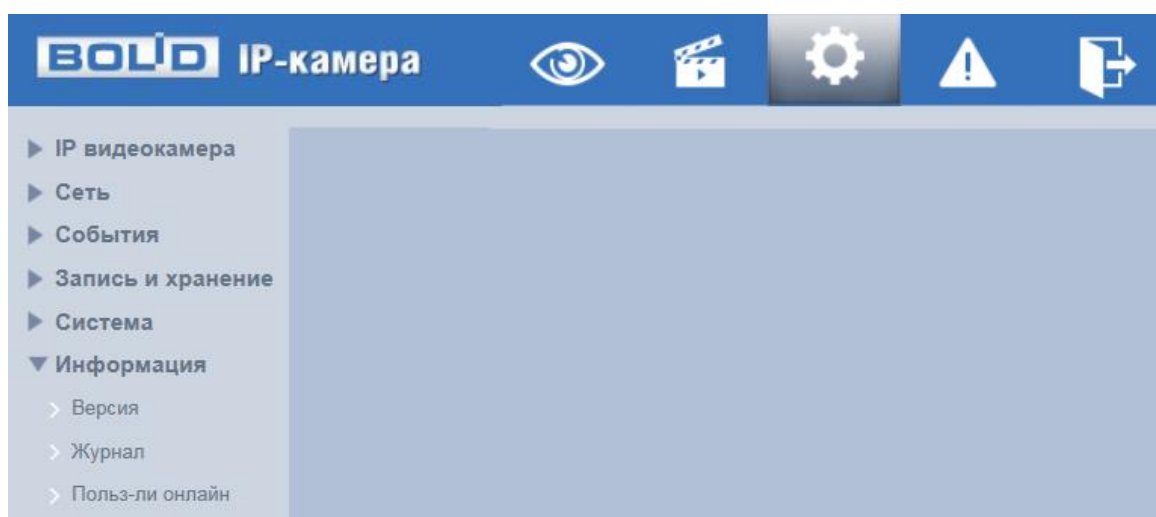 BOLID IP-камера
IP видеокамера
Сеть
События
Запись и хранение
Система
Информация
Версия
Журнал
Польз-ли онлайн